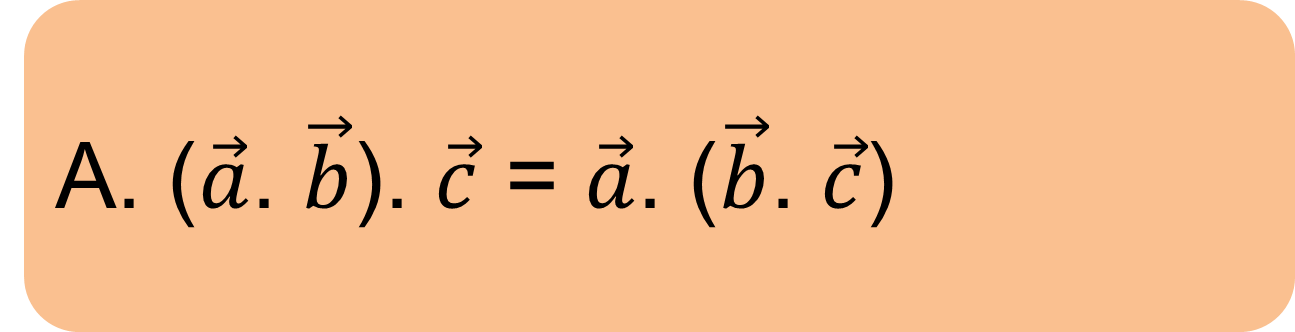 A. (a⃗. b⃗). c⃗ = a⃗. (b⃗. c⃗)